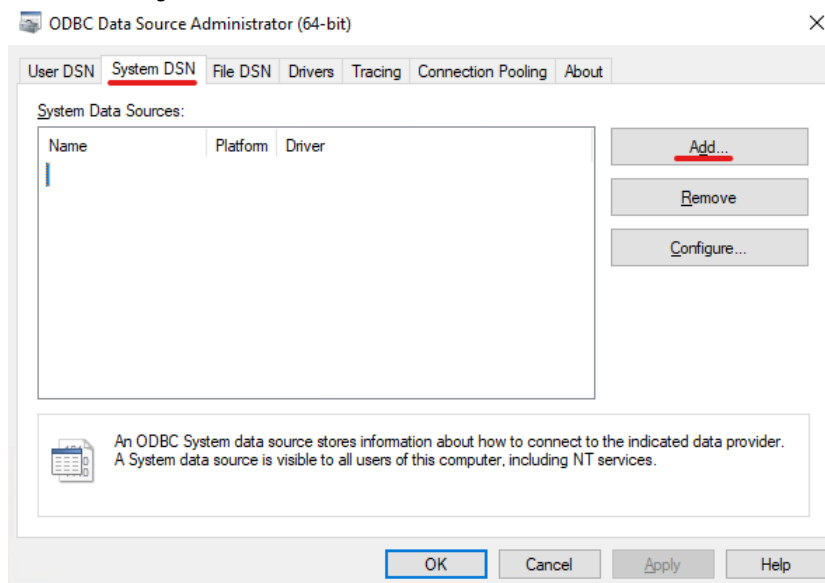 ODBC Data Source Administrator (64-bit)
User DSN System DSN File DSN Drivers Tracing Connection Pooling About
System Data Sources:
Name Platform Driver
Add...
Remove
Configure...
An ODBC System data source stores information about how to connect to the indicated data provider.
A System data source is visible to all users of this computer, including NT services.
OK Cancel Apply Help